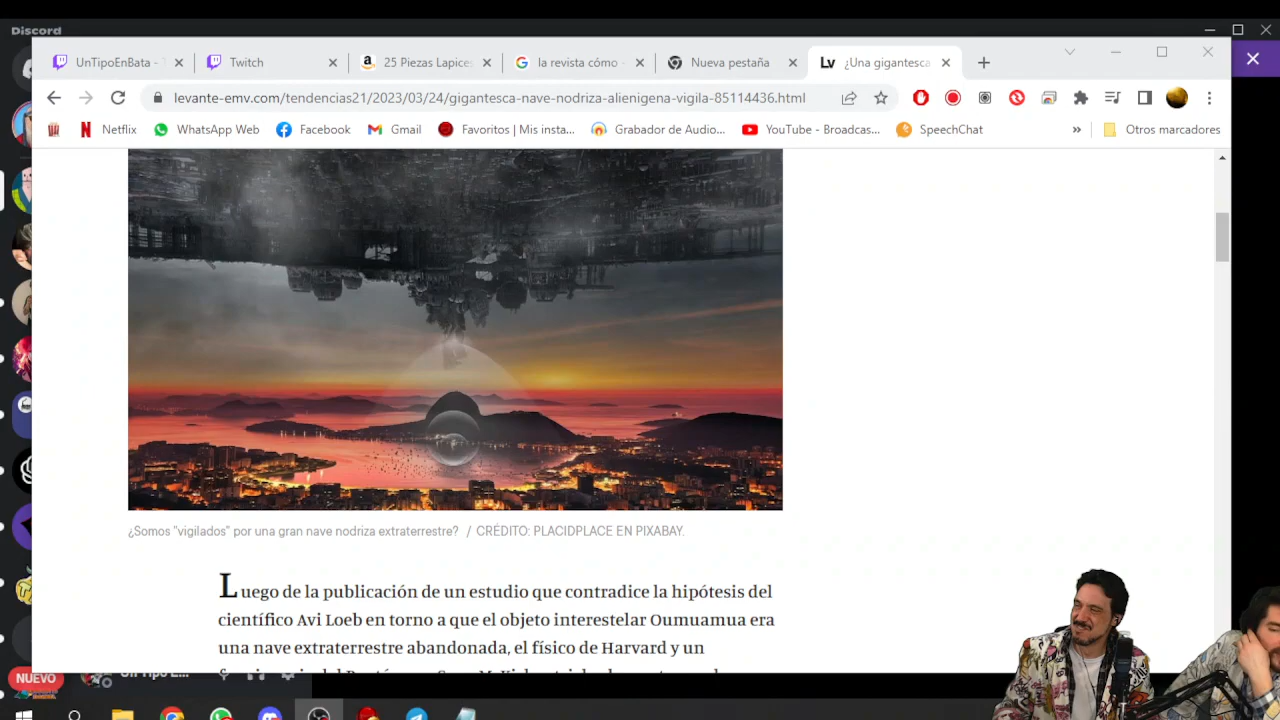 Discord
UnTipoEnBata -
Twitch
25 Piezas Lapices
la revista cómo -
Nueva pestaña
Lv
¿Una gigantesca
levante-emv.com/tendencias21/2023/03/24/gigantesca-nave-nodriza-alienigena-vigila-85114436.html
Netflix
WhatsApp Web
Facebook
Gmail
Favoritos | Mis insta...
Grabador de Audio...
YouTube - Broadcas...
SpeechChat
»
Otros marcadores
¿Somos "vigilados" por una gran nave nodriza extraterrestre? / CRÉDITO: PLACIDPLACE EN PIXABAY.
Luego de la publicación de un estudio que contradice la hipótesis del
científico Avi Loeb en torno a que el objeto interestelar Oumuamua era
una nave extraterrestre abandonada, el físico de Harvard y un
NUEVO